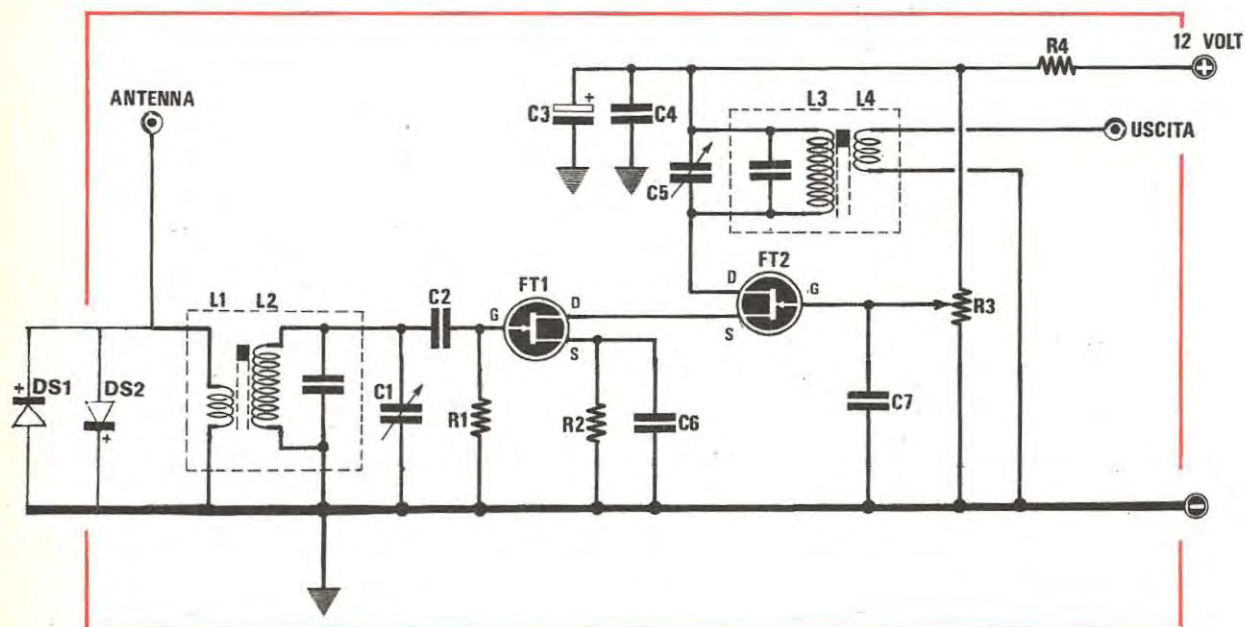 12 VOLT
R4
+
ANTENNA
L3 L4
+
C3
C4
USCITA
C5
FT2
D
G
L1 L2
C2
FT1
D
G
S
R3
S
+
DS1
DS2
+
C1
R1
R2
C6
C7
-